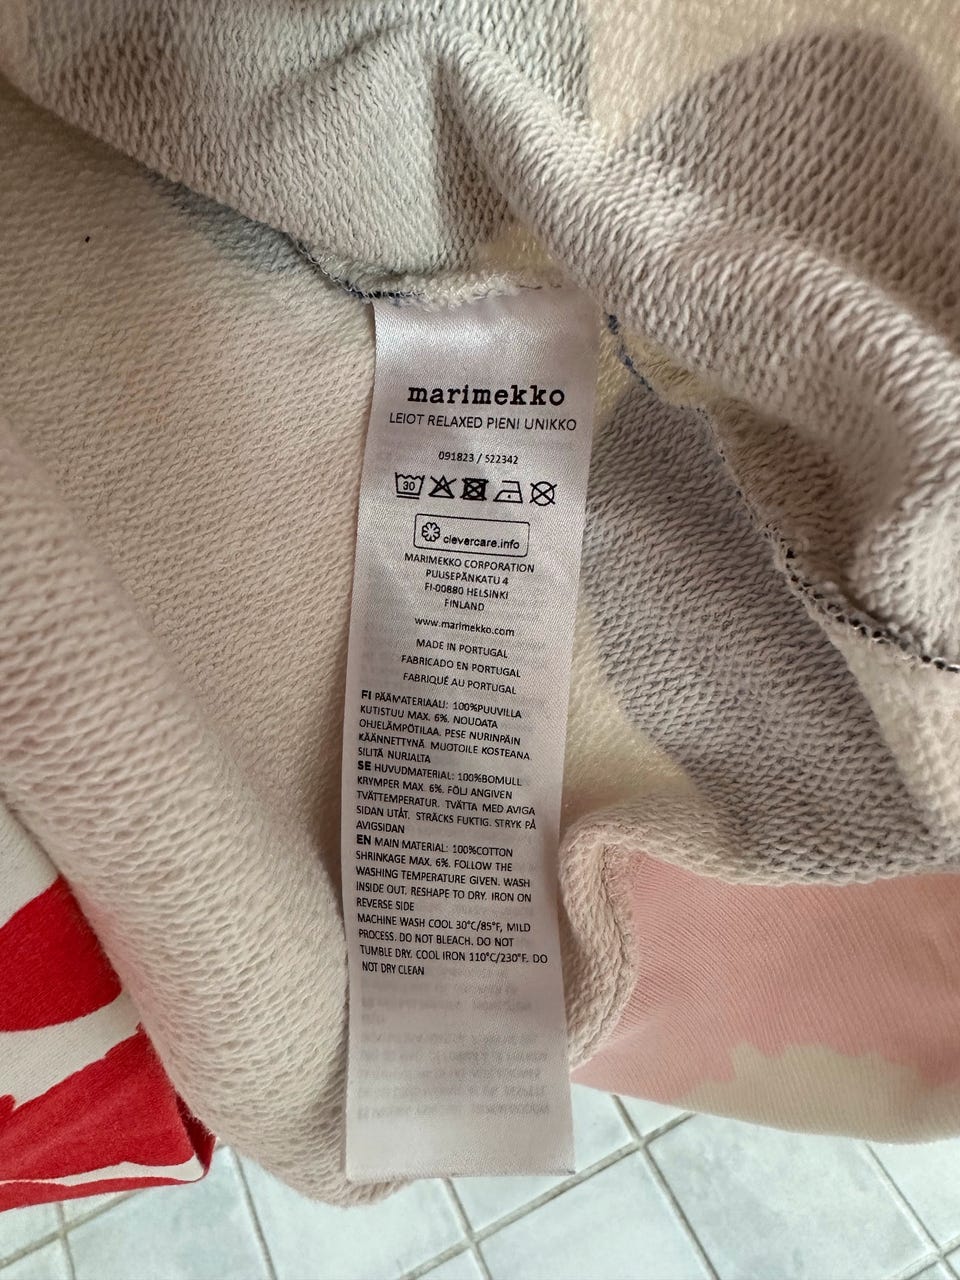 marimekko
LEIOT RELAXED PIENI UNIKKO
091823 / 522342
30
clevercare.info
MARIMEKKO CORPORATION
PUUSEPÄNKATU 4
FI-00880 HELSINKI
FINLAND
www.marimekko.com
MADE IN PORTUGAL
FABRICADO EN PORTUGAL
FABRIQUÉ AU PORTUGAL
FI PÄÄMATERIAALI: 100%PUUVILLA
KUTISTUU MAX. 6%. NOUDATA
OHJELÄMPÖTILAA. PESE NURINPÄIN
KÄÄNNETTYNÄ. MUOTOILE KOSTEANA.
SILITÄ NURJALTA
SE HUVUDMATERIAL: 100%BOMULL
KRYMPER MAX. 6%. FÖLJ ANGIVEN
TVÄTTEMPERATUR. TVÄTTA MED AVIGA
SIDAN UTÅT. STRÄCKS FUKTIG. STRYK PÅ
AVIGSIDAN
EN MAIN MATERIAL: 100%COTTON
SHRINKAGE MAX. 6%. FOLLOW THE
WASHING TEMPERATURE GIVEN. WASH
INSIDE OUT. RESHAPE TO DRY. IRON ON
REVERSE SIDE
MACHINE WASH COOL 30°C/85°F, MILD
PROCESS. DO NOT BLEACH. DO NOT
TUMBLE DRY. COOL IRON 110°C/230°F. DO
NOT DRY CLEAN